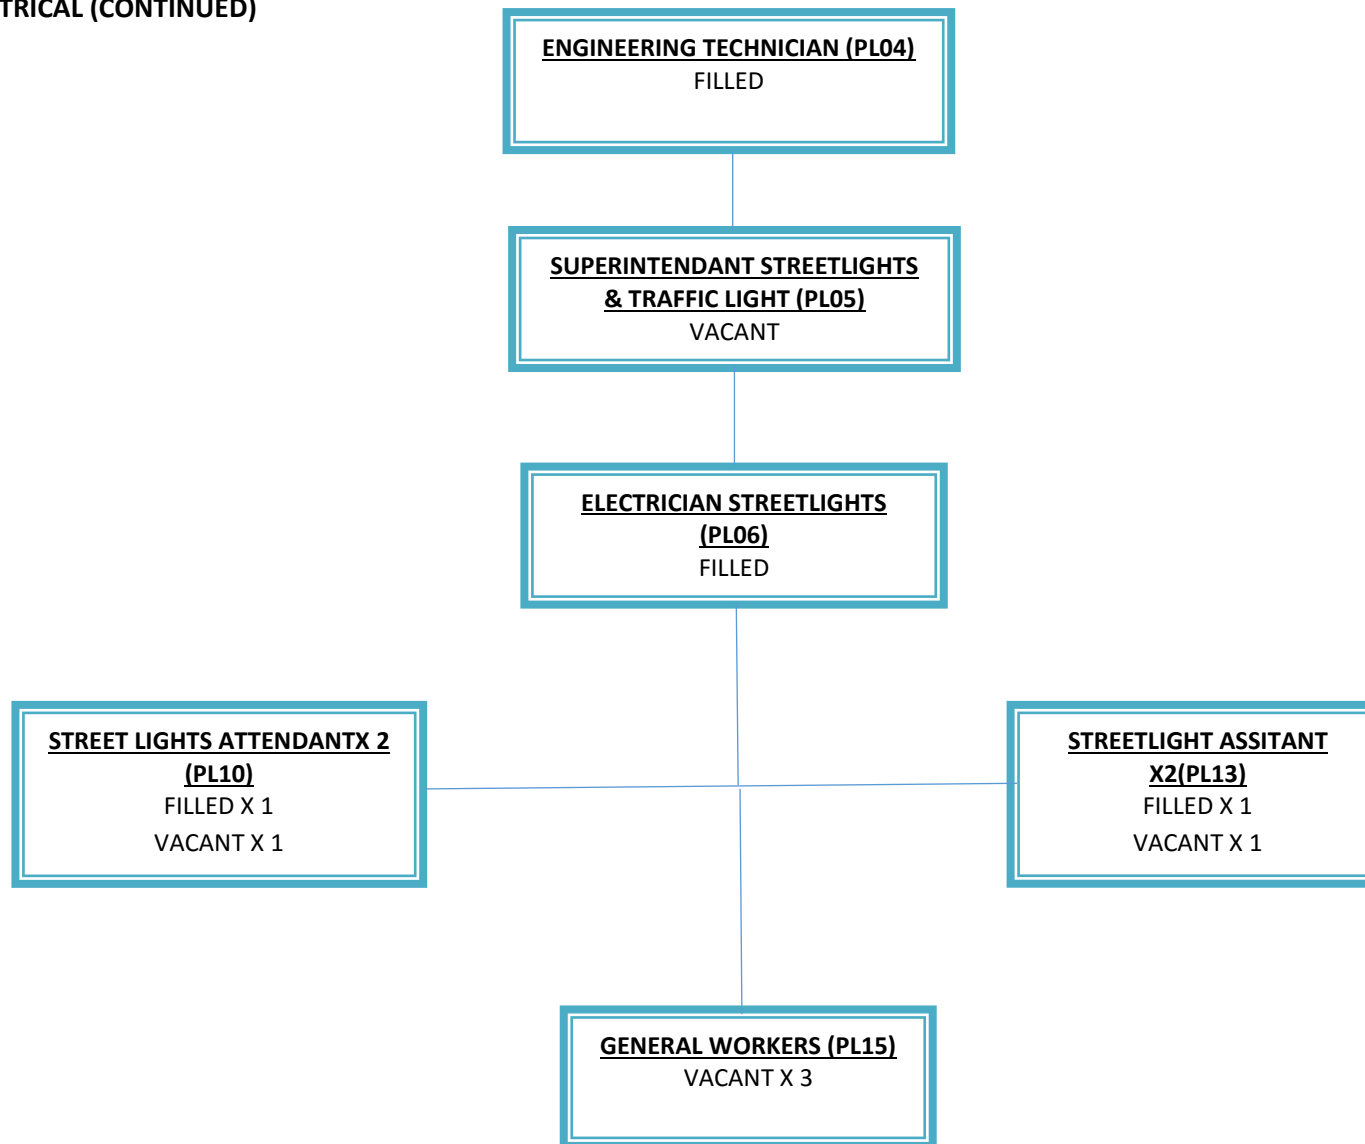 TRICAL (CONTINUED)
ENGINEERING TECHNICIAN (PL04)
FILLED
SUPERINTENDANT STREETLIGHTS
& TRAFFIC LIGHT (PL05)
VACANT
ELECTRICIAN STREETLIGHTS
(PL06)
FILLED
STREET LIGHTS ATTENDANTX 2
(PL10)
FILLED X 1
VACANT X 1
STREETLIGHT ASSITANT
X2(PL13)
FILLED X 1
VACANT X 1
GENERAL WORKERS (PL15)
VACANT X 3